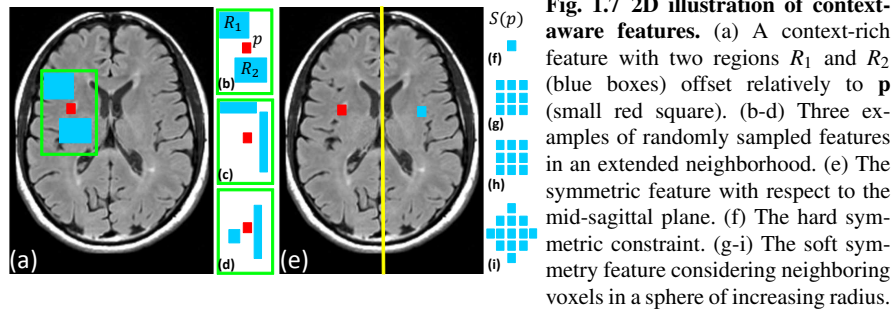 R₁
p
R₂
(b)
(c)
(d)
(a)
(e)
S(p)
(f)
(g)
(h)
(i)
Fig. 1.7 2D illustration of context-
aware features. (a) A context-rich
feature with two regions R₁ and R₂
(blue boxes) offset relatively to p
(small red square). (b-d) Three ex-
amples of randomly sampled features
in an extended neighborhood. (e) The
symmetric feature with respect to the
mid-sagittal plane. (f) The hard sym-
metric constraint. (g-i) The soft sym-
metry feature considering neighboring
voxels in a sphere of increasing radius.